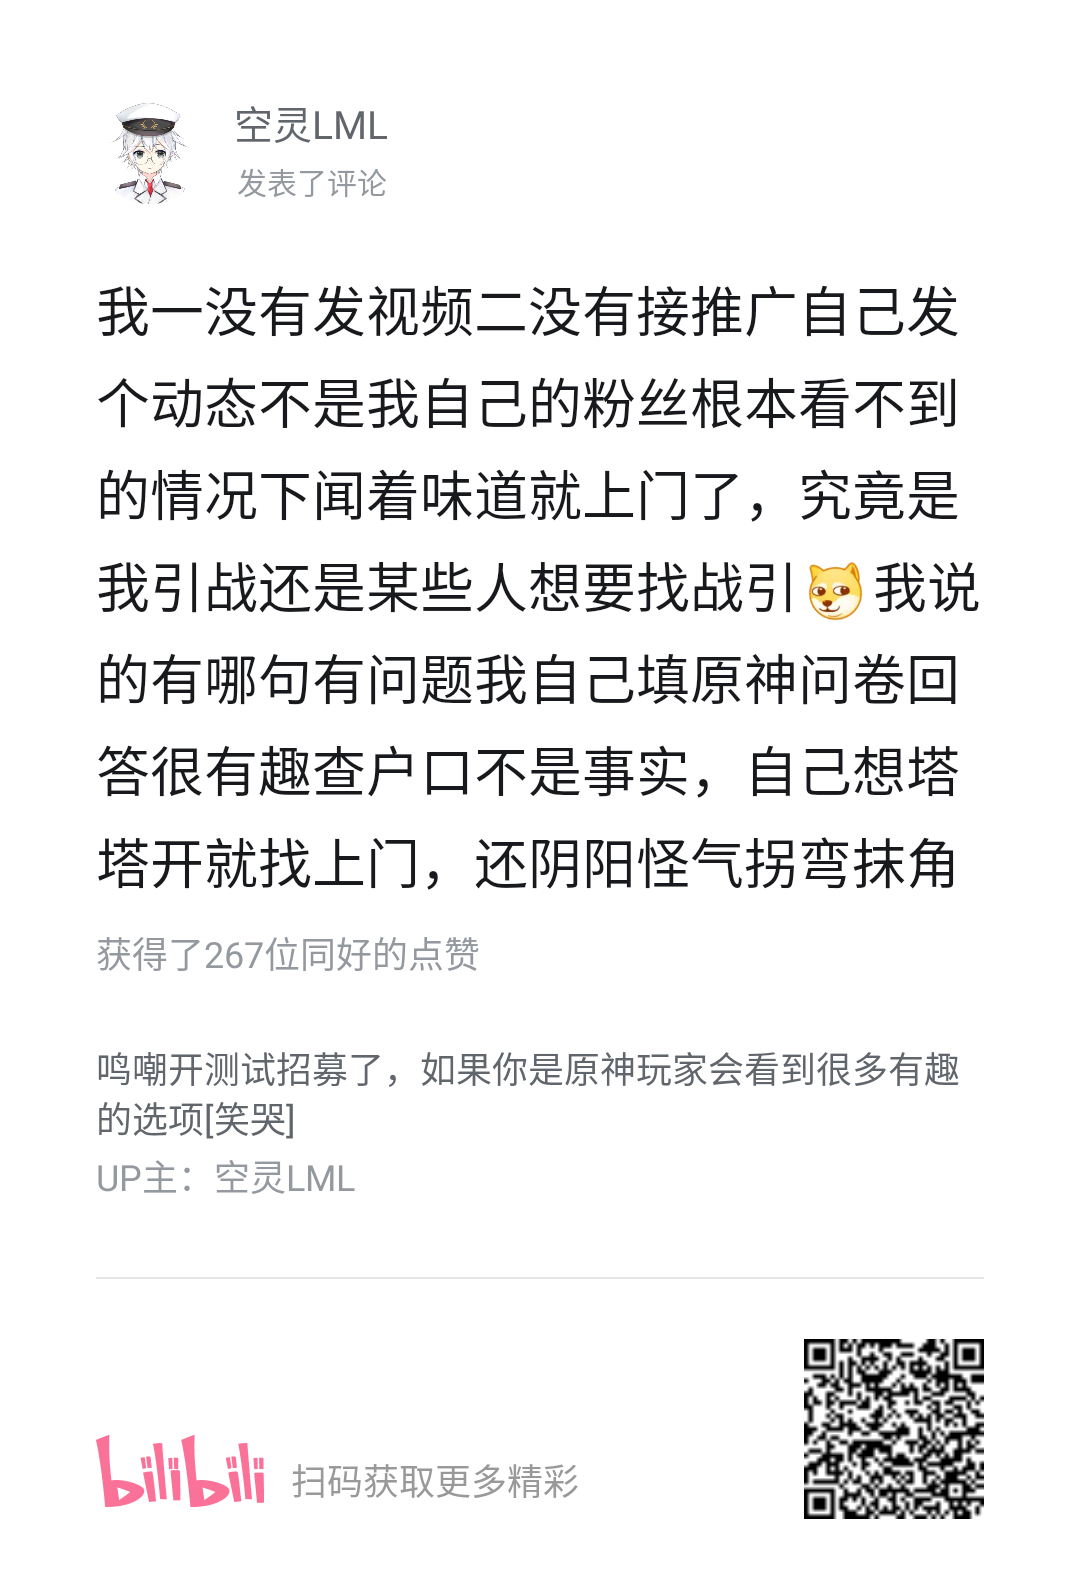 空灵LML
发表了评论
我一没有发视频二没有接推广自己发
个动态不是我自己的粉丝根本看不到
的情况下闻着味道就上门了，究竟是
我引战还是某些人想要找战引 我说
的有哪句有问题我自己填原神问卷回
答很有趣查户口不是事实，自己想塔
塔开就找上门，还阴阳怪气拐弯抹角
获得了267位同好的点赞
鸣嘲开测试招募了，如果你是原神玩家会看到很多有趣
的选项[笑哭]
UP主：空灵LML
bilibili 扫码获取更多精彩